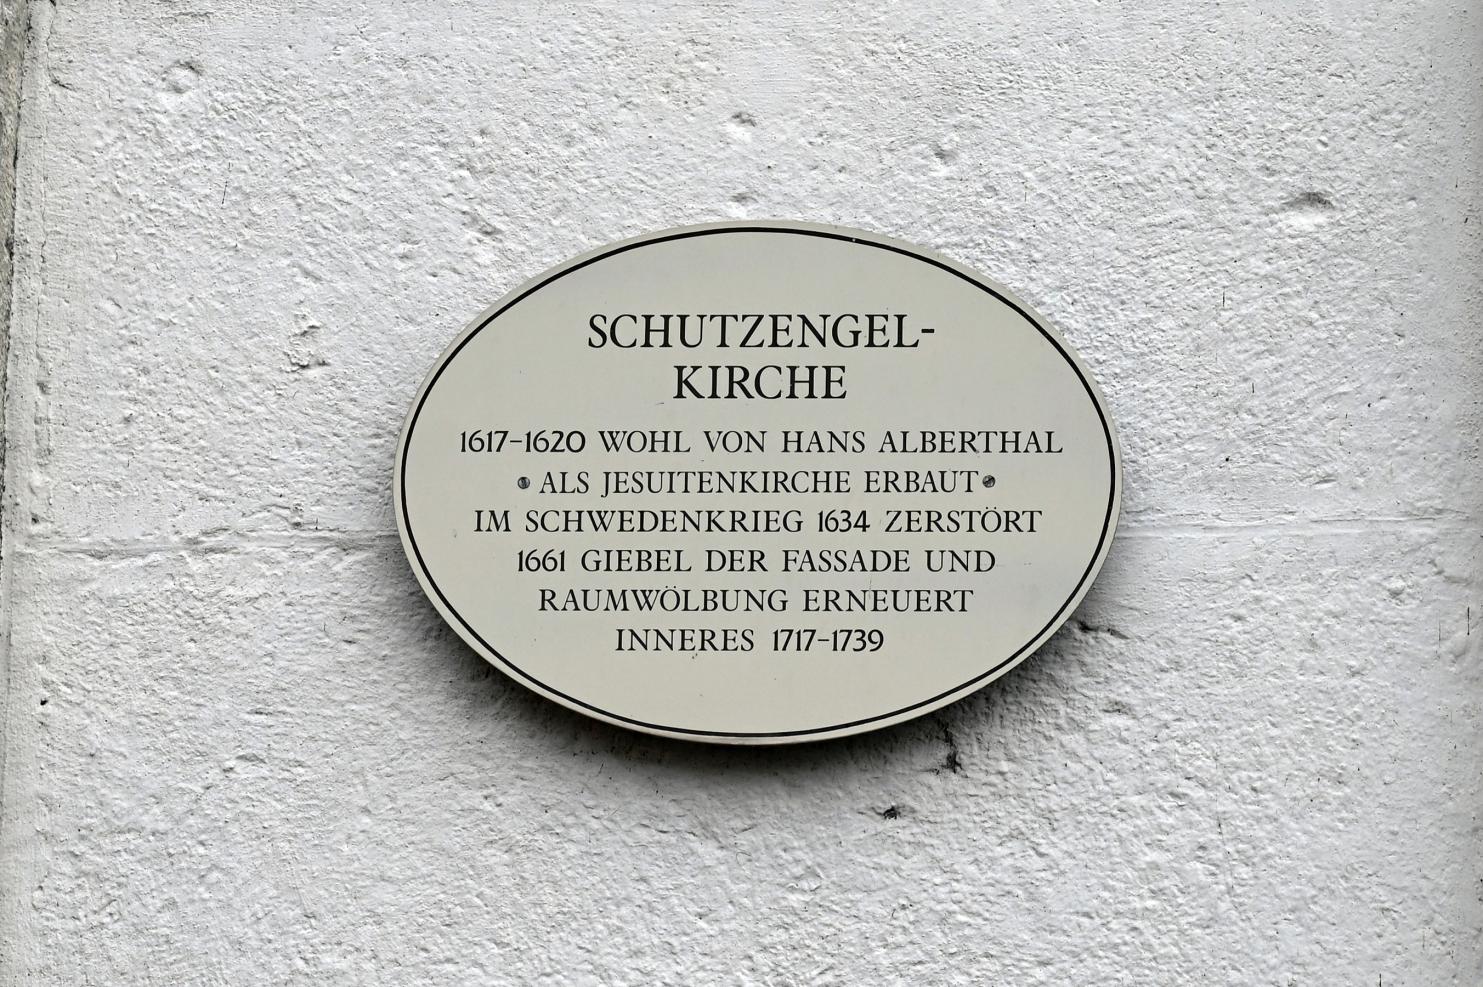 SCHUTZENGEL-
KIRCHE
1617–1620 WOHL VON HANS ALBERTHAL
ALS JESUITENKIRCHE ERBAUT
IM SCHWEDENKRIEG 1634 ZERSTÖRT
1661 GIEBEL DER FASSADE UND
RAUMWÖLBUNG ERNEUERT
INNERES 1717–1739